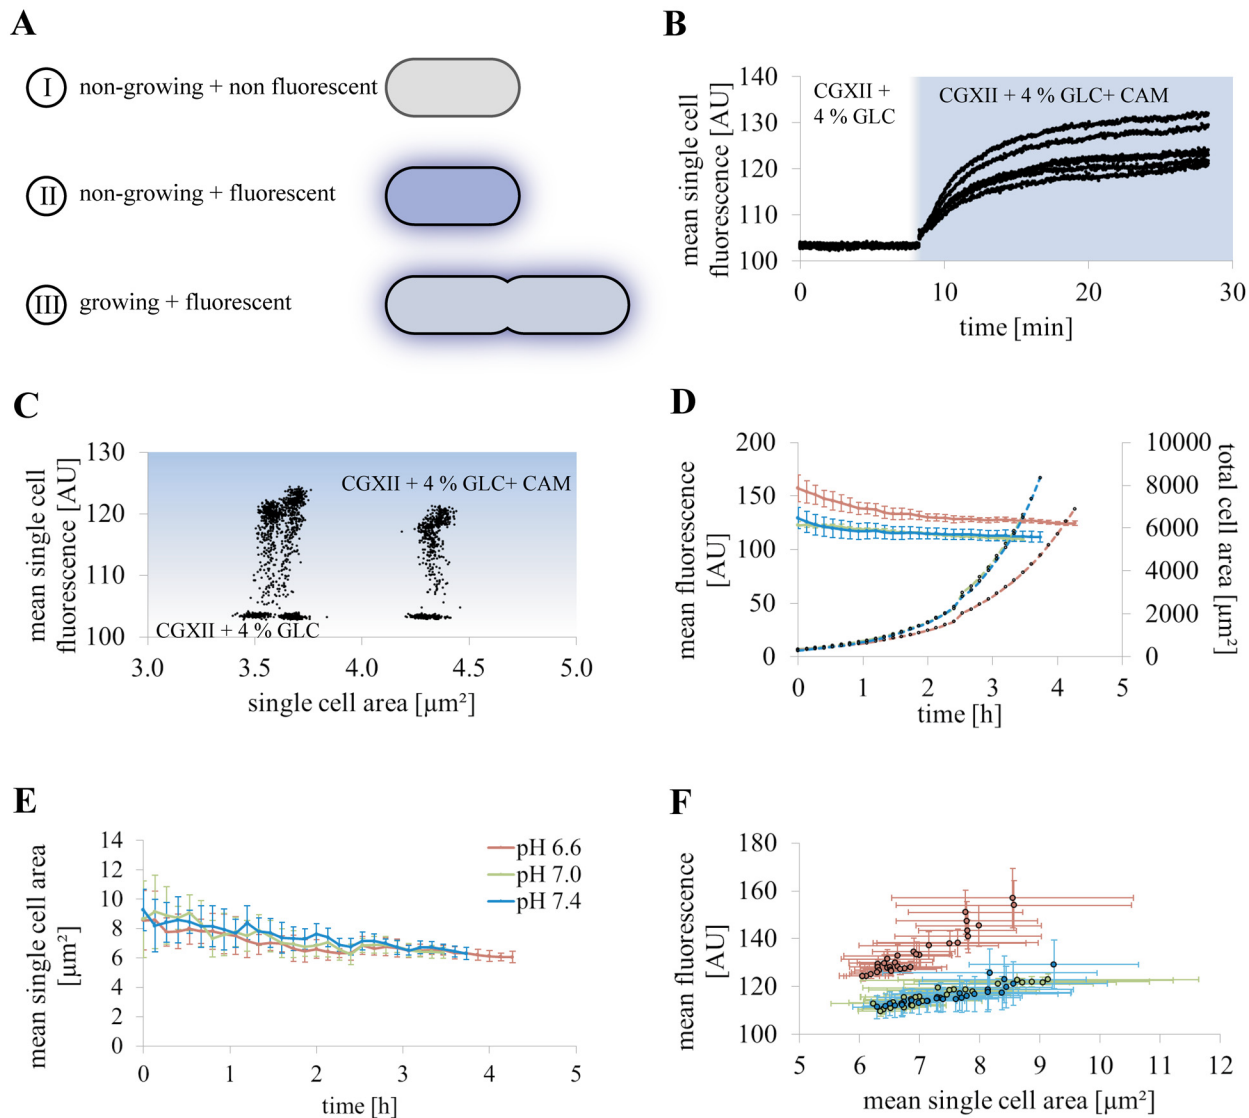 A
I
non-growing + non fluorescent
II
non-growing + fluorescent
III
growing + fluorescent
B
mean single cell
fluorescence [AU]
140
130
120
110
100
CGXII +
4 % GLC
CGXII + 4 % GLC+ CAM
0
10
20
30
time [min]
C
mean single cell
fluorescence [AU]
130
120
110
100
CGXII + 4 % GLC+ CAM
CGXII + 4 % GLC
3.0
3.5
4.0
4.5
5.0
single cell area [µm²]
D
mean fluorescence
[AU]
200
150
100
50
0
10000
8000
6000
4000
2000
0
total cell
area [µm²]
0
1
2
3
4
5
time [h]
E
mean single cell area
[µm²]
14
12
10
8
6
4
2
0
pH 6.6
pH 7.0
pH 7.4
0
1
2
3
4
5
time [h]
F
mean fluorescence
[AU]
180
160
140
120
100
5
6
7
8
9
10
11
12
mean single cell area [µm²]